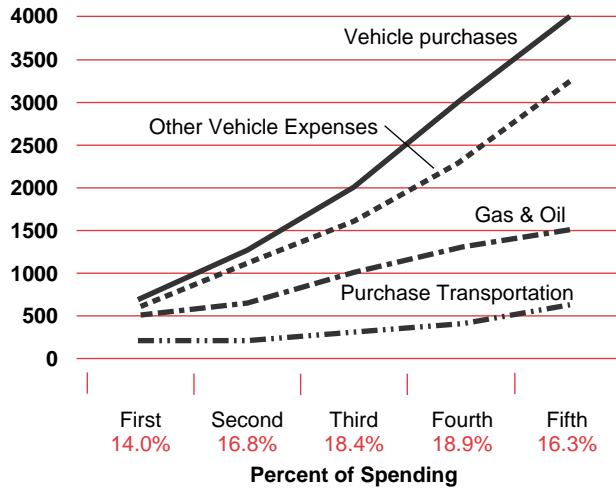 4000
Vehicle purchases
3500
3000
Other Vehicle Expenses
2500
2000
Gas & Oil
1500
1000
Purchase Transportation
500
0
First Second Third Fourth Fifth
14.0% 16.8% 18.4% 18.9% 16.3%
Percent of Spending